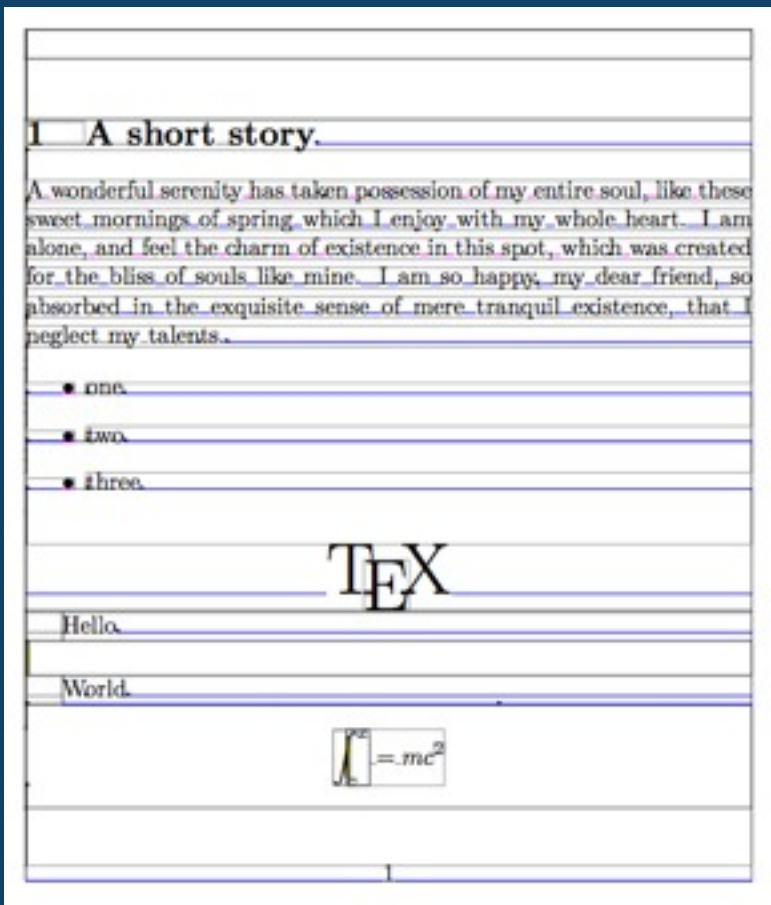 1 A short story.
A wonderful serenity has taken possession of my entire soul, like these
sweet mornings of spring which I enjoy with my whole heart. I am
alone, and feel the charm of existence in this spot, which was created
for the bliss of souls like mine. I am so happy, my dear friend, so
absorbed in the exquisite sense of mere tranquil existence, that I
neglect my talents.
• one.
• two.
• three.
TEX
Hello.
World.
∫ = mc²
1